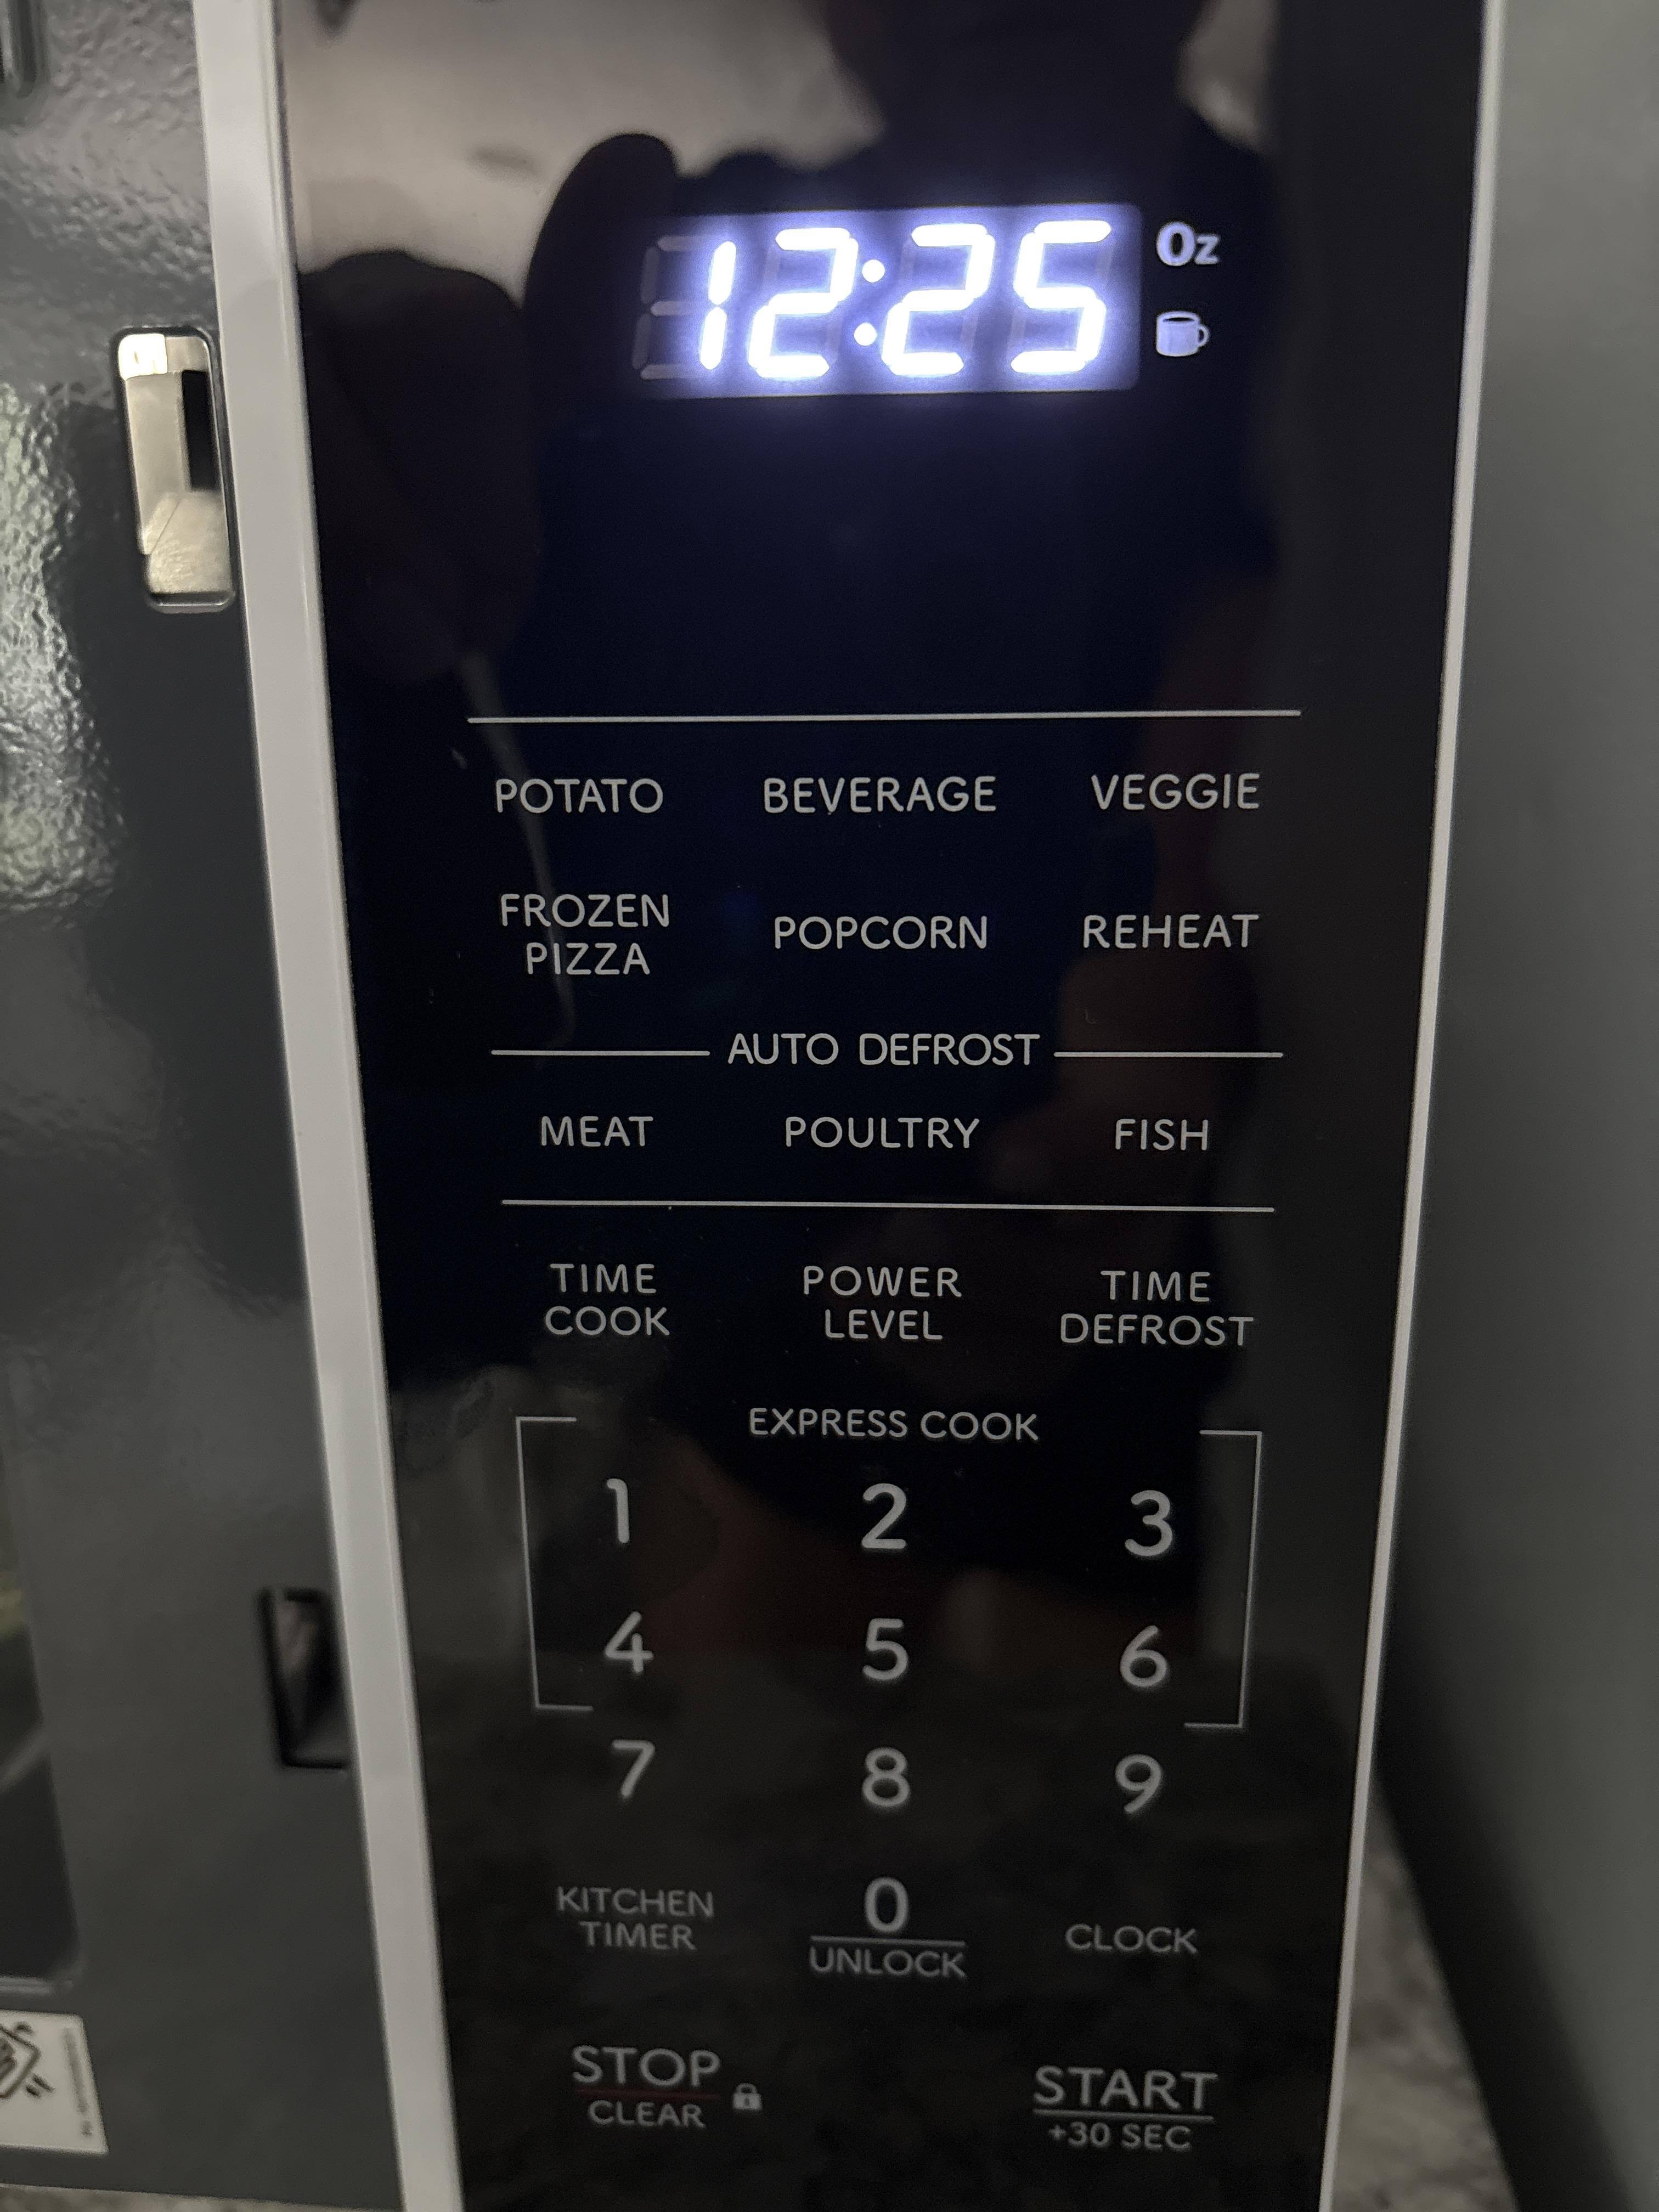 12:25 Oz
POTATO BEVERAGE VEGGIE
FROZEN
PIZZA POPCORN REHEAT
AUTO DEFROST
MEAT POULTRY FISH
TIME POWER TIME
COOK LEVEL DEFROST
EXPRESS COOK
1 2 3
4 5 6
7 8 9
KITCHEN
TIMER 0 CLOCK
UNLOCK
STOP START
CLEAR +30 SEC